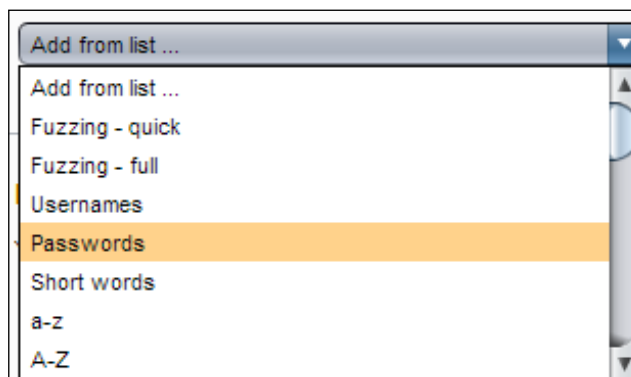 Add from list ...
Add from list ...
Fuzzing - quick
Fuzzing - full
Usernames
Passwords
Short words
a-z
A-Z